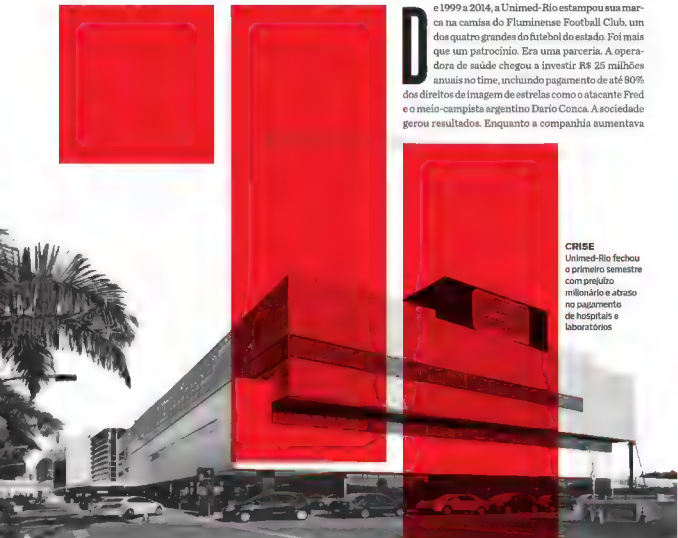 De 1999 a 2014, a Unimed-Rio estampou sua mar-
ca na camisa do Fluminense Football Club, um
dos quatro grandes do futebol do estado. Foi mais
que um patrocínio. Era uma parceria. A opera-
dora de saúde chegou a investir R$ 25 milhões
anuais no time, incluindo pagamento de até 80%
dos direitos de imagem de estrelas como o atacante Fred
e o meio-campista argentino Darío Conca. A sociedade
gerou resultados. Enquanto a companhia aumentava
CRISE
Unimed-Rio fechou
o primeiro semestre
com prejuízo
milionário e atraso
no pagamento
de hospitais e
laboratórios